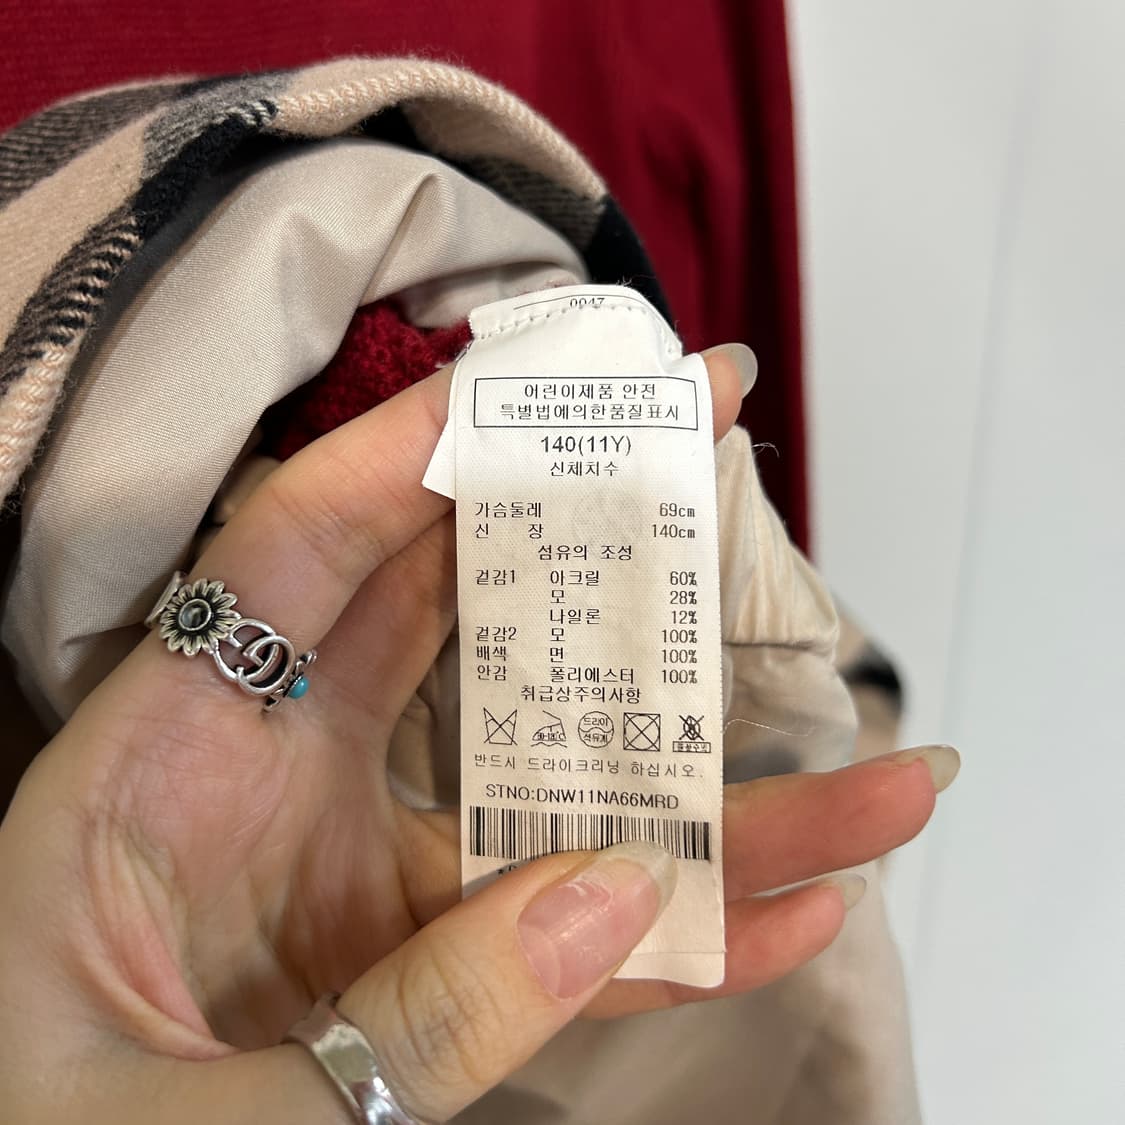 0047
어린이제품 안전
특별법에의한품질표시
140(11Y)
신체치수
가슴둘레 69cm
신 장 140cm
섬유의 조성
겉감1 아크릴 60%
모 28%
나일론 12%
겉감2 모 100%
배색 면 100%
안감 폴리에스터 100%
취급상주의사항
드라이
석유계
반드시 드라이크리닝 하십시오.
STNO:DNW11NA66MRD